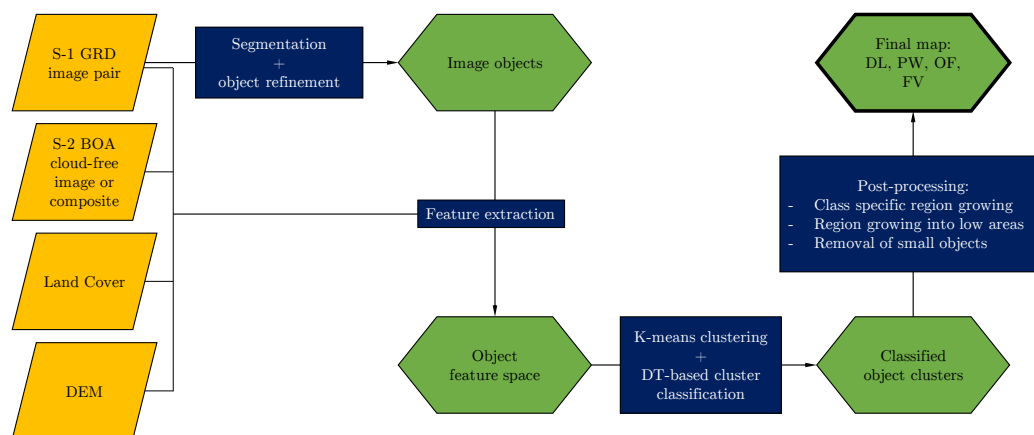 S-1 GRD
image pair
Segmentation
+
object refinement
Image objects
Final map:
DL, PW, OF,
FV
S-2 BOA
cloud-free
image or
composite
Feature extraction
Post-processing:
- Class specific region growing
- Region growing into low areas
- Removal of small objects
Land Cover
DEM
Object
feature space
K-means clustering
+
DT-based cluster
classification
Classified
object clusters